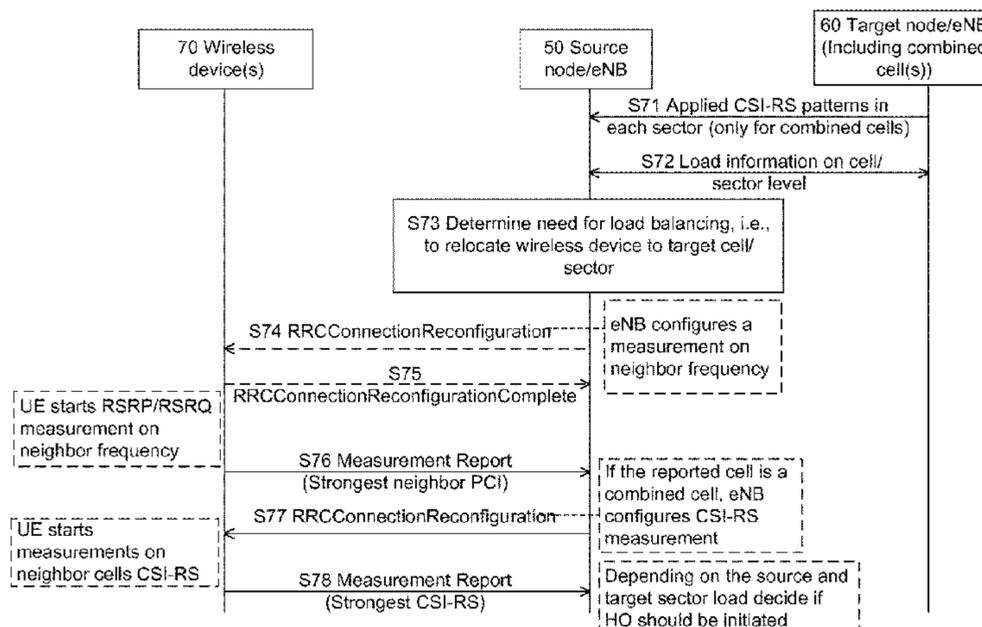 70 Wireless
device(s)
50 Source
node/eNB
60 Target node/eNB
(Including combined
cell(s))
S71 Applied CSI-RS patterns in
each sector (only for combined cells)
S72 Load information on cell/
sector level
S73 Determine need for load balancing, i.e.,
to relocate wireless device to target cell/
sector
S74 RRCConnectionReconfiguration
eNB configures a
measurement on
neighbor frequency
S75
RRCConnectionReconfigurationComplete
UE starts RSRP/RSRQ
measurement on
neighbor frequency
S76 Measurement Report
(Strongest neighbor PCI)
If the reported cell is a
combined cell, eNB
configures CSI-RS
measurement
S77 RRCConnectionReconfiguration
UE starts
measurements on
neighbor cells CSI-RS
S78 Measurement Report
(Strongest CSI-RS)
Depending on the source and
target sector load decide if
HO should be initiated